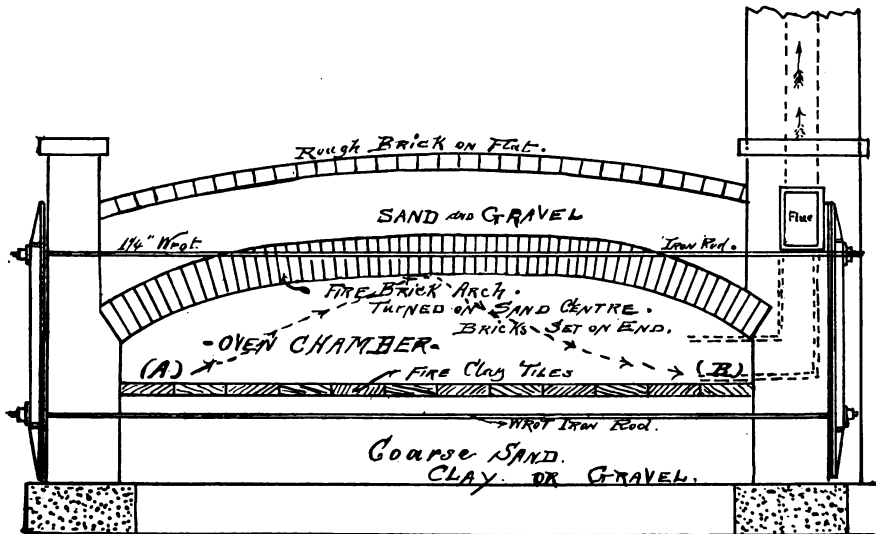 Rough Brick on Flat.
SAND AND GRAVEL
Flue
1¼" Wrot. Iron Rod.
FIRE BRICK ARCH.
TURNED ON SAND CENTRE.
BRICKS SET ON END.
-OVEN CHAMBER-
(A)
(B)
FIRE CLAY TILES
WROT IRON ROD.
Coarse SAND.
CLAY OR GRAVEL.